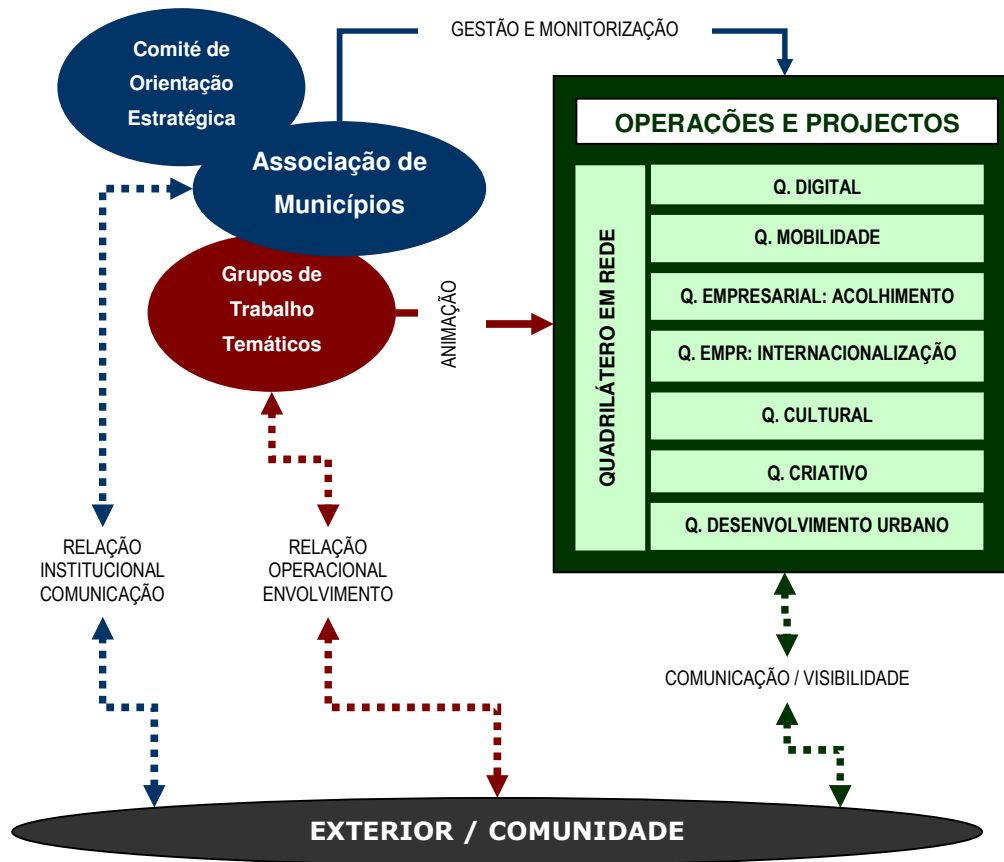 GESTÃO E MONITORIZAÇÃO
Comité de
Orientação
Estratégica
Associação de
Municípios
Grupos de
Trabalho
Temáticos
ANIMAÇÃO
OPERAÇÕES E PROJECTOS
QUADRILÁTERO EM REDE
Q. DIGITAL
Q. MOBILIDADE
Q. EMPRESARIAL: ACOLHIMENTO
Q. EMPR: INTERNACIONALIZAÇÃO
Q. CULTURAL
Q. CRIATIVO
Q. DESENVOLVIMENTO URBANO
RELAÇÃO
INSTITUCIONAL
COMUNICAÇÃO
RELAÇÃO
OPERACIONAL
ENVOLVIMENTO
COMUNICAÇÃO / VISIBILIDADE
EXTERIOR / COMUNIDADE